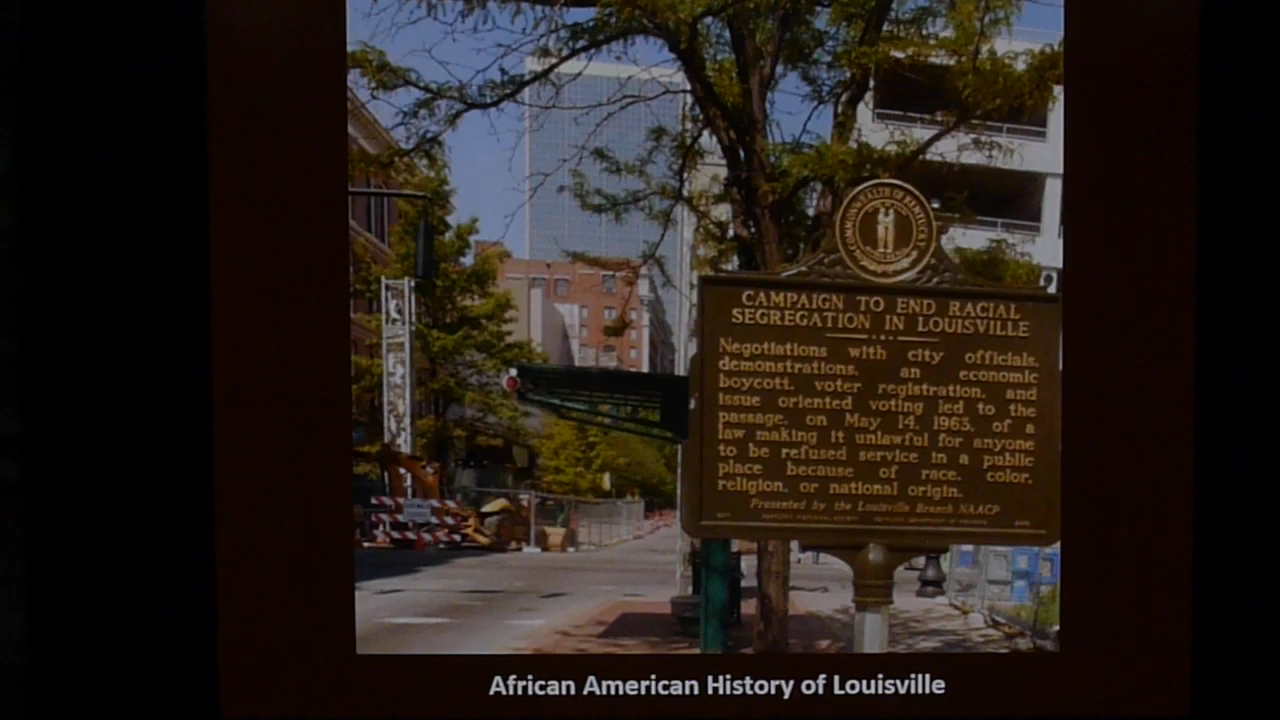 COMMONWEALTH OF KENTUCKY
CAMPAIGN TO END RACIAL
SEGREGATION IN LOUISVILLE
Negotiations with city officials,
demonstrations, an economic
boycott, voter registration, and
issue oriented voting led to the
passage, on May 14, 1963, of a
law making it unlawful for anyone
to be refused service in a public
place because of race, color,
religion, or national origin.
Presented by the Louisville Branch NAACP
African American History of Louisville